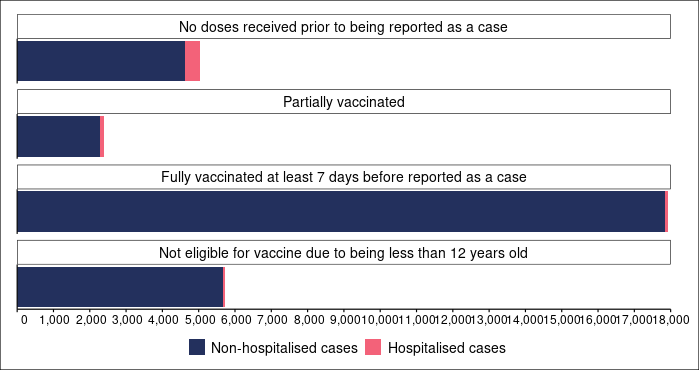 No doses received prior to being reported as a case
Partially vaccinated
Fully vaccinated at least 7 days before reported as a case
Not eligible for vaccine due to being less than 12 years old
0 1,000 2,000 3,000 4,000 5,000 6,000 7,000 8,000 9,000 10,000 11,000 12,000 13,000 14,000 15,000 16,000 17,000 18,000
Non-hospitalised cases Hospitalised cases